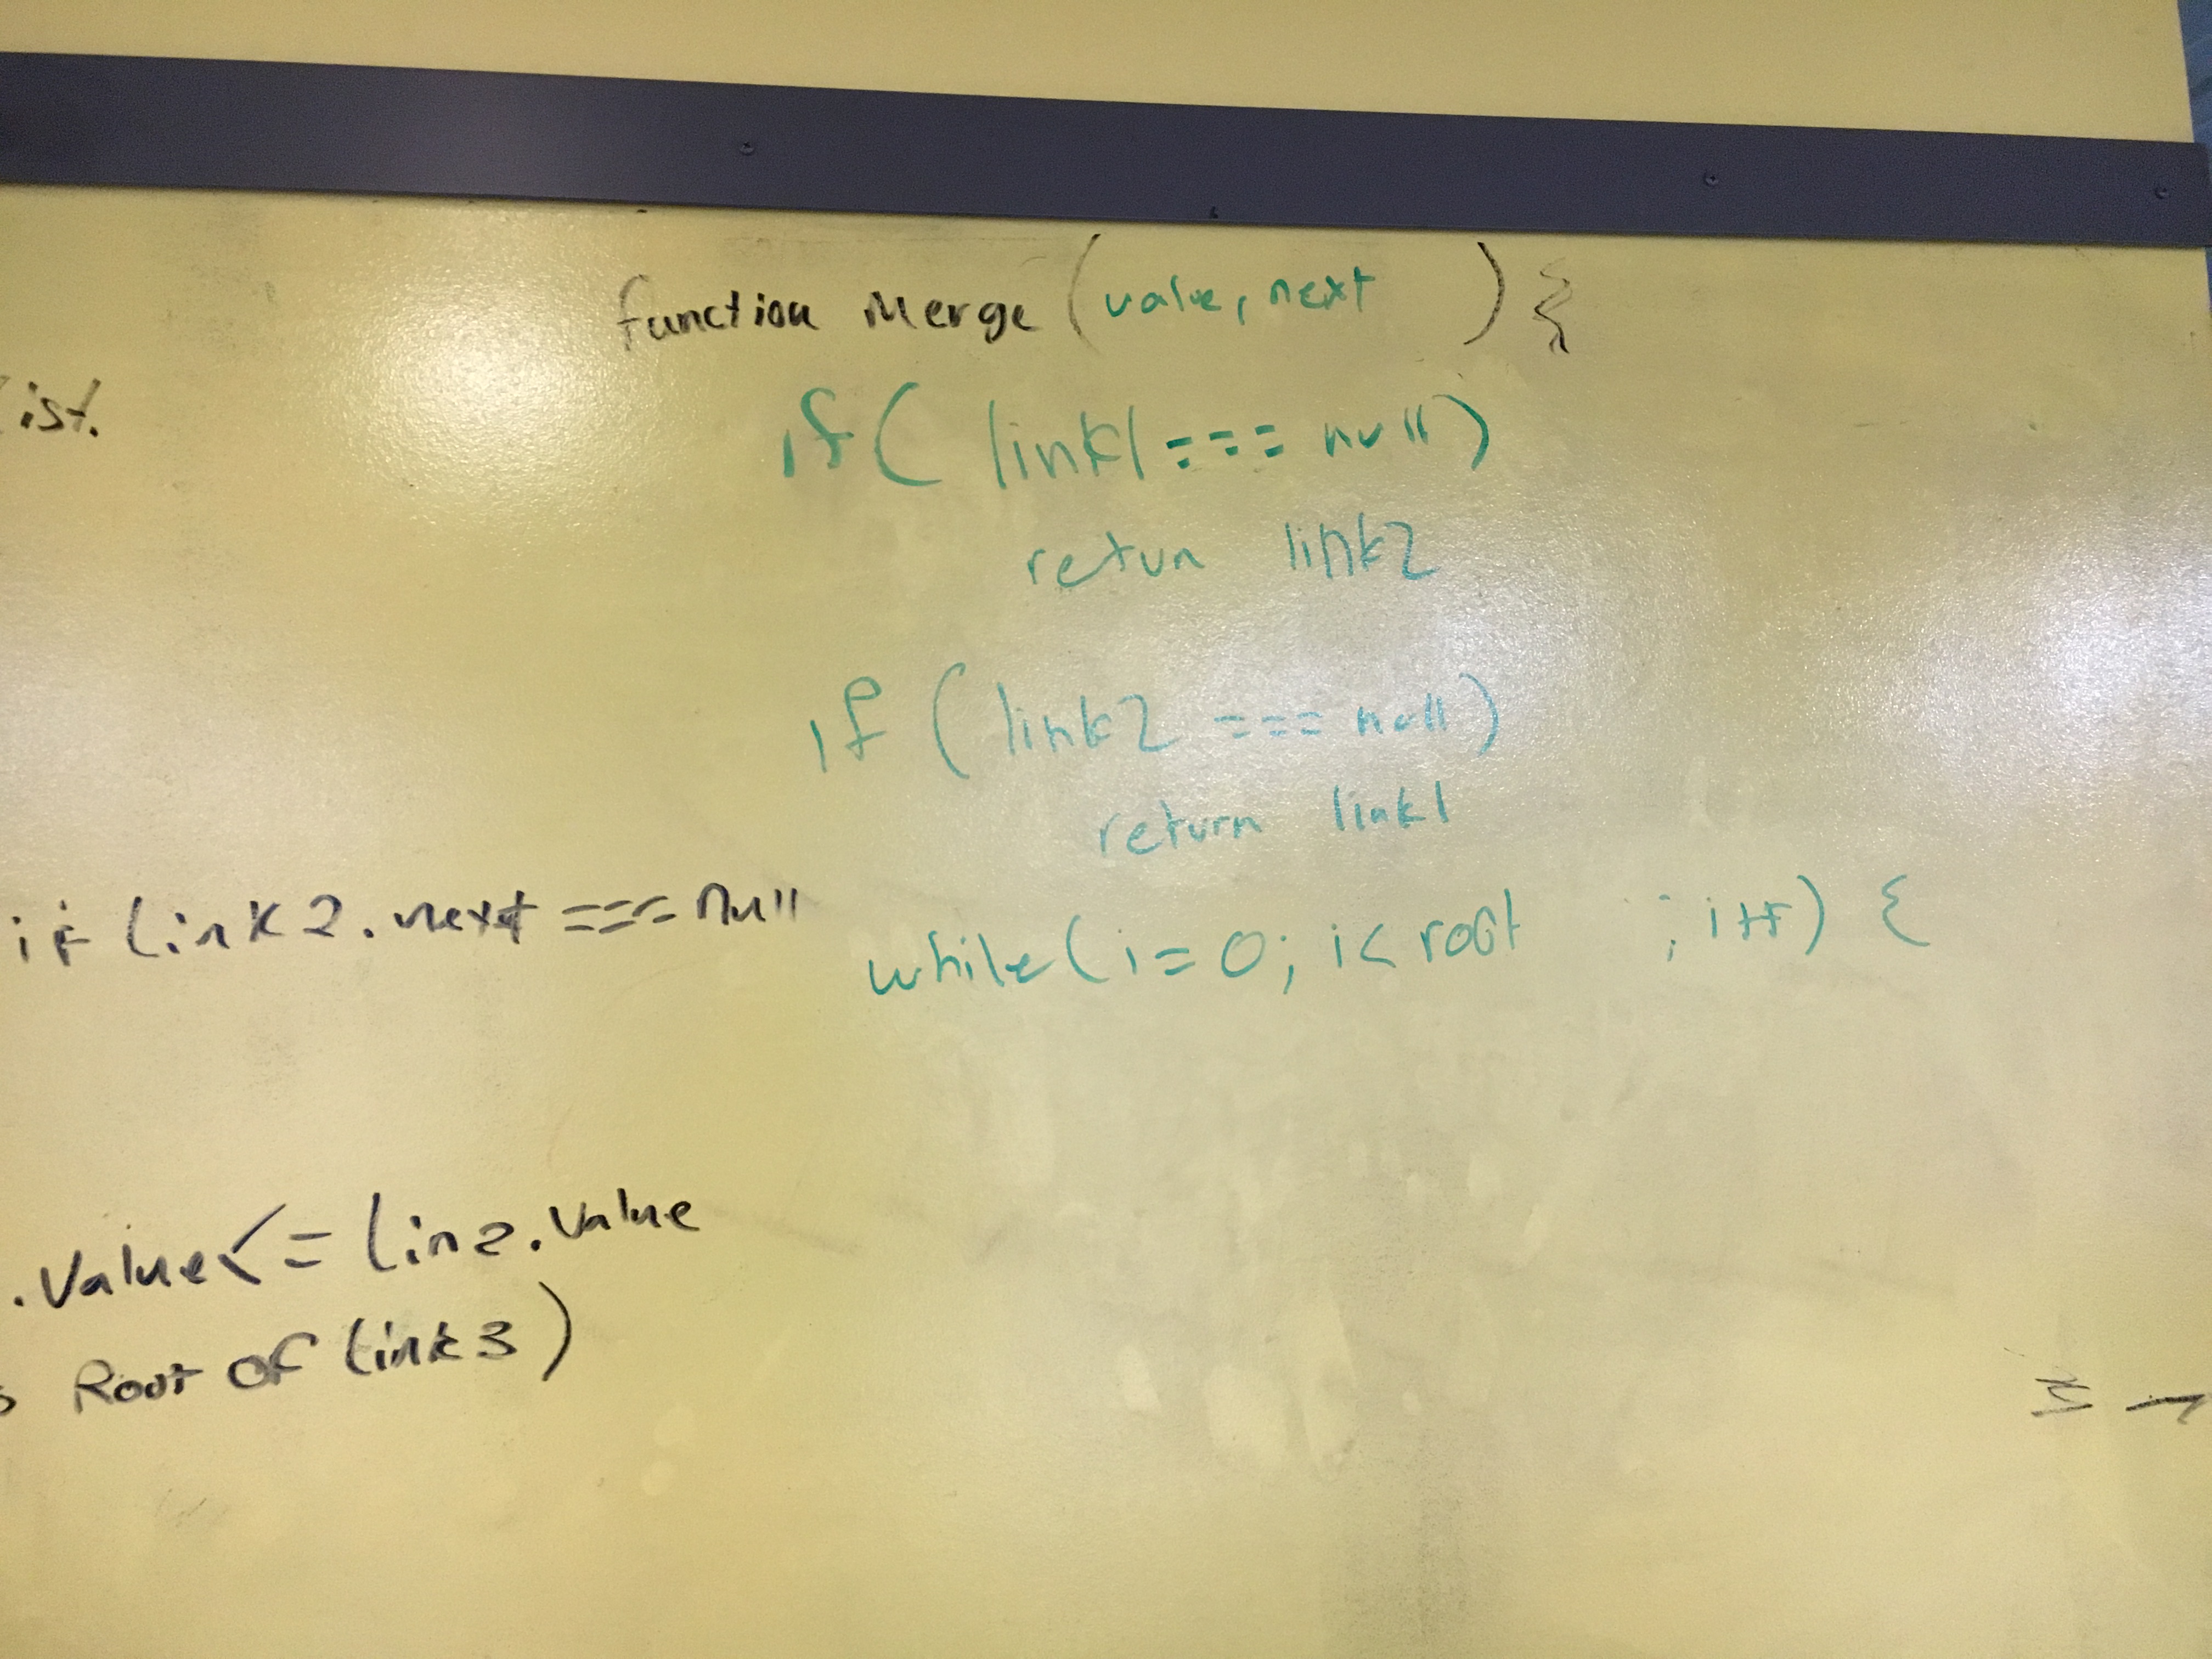 function Merge (value, next ) {
ist.
if ( link1 === null)
retun link2
if ( link2 === null)
return link1
if link2.next === null
while ( i = 0; i < root ; i++) {
.Value <= lin2.Value
Root of link3)